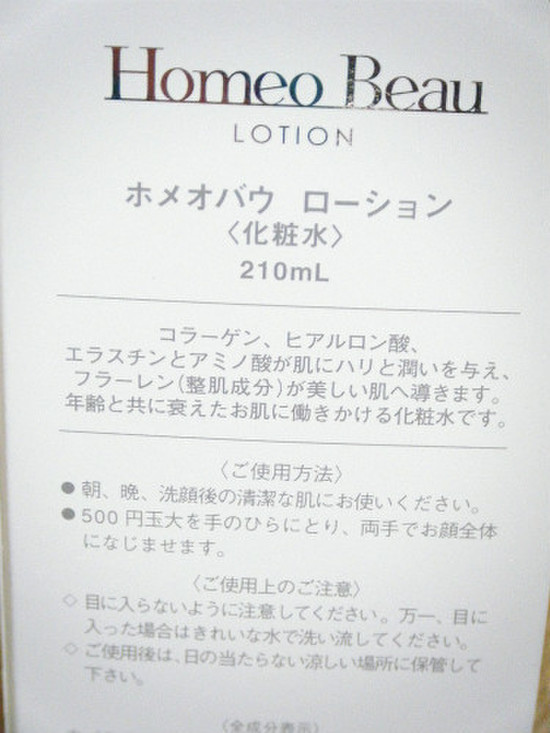 Homeo Beau
LOTION
ホメオバウ ローション
〈化粧水〉
210mL
コラーゲン、ヒアルロン酸、
エラスチンとアミノ酸が肌にハリと潤いを与え、
フラーレン(整肌成分)が美しい肌へ導きます。
年齢と共に衰えたお肌に働きかける化粧水です。
〈ご使用方法〉
●朝、晩、洗顔後の清潔な肌にお使いください。
●500円玉大を手のひらにとり、両手でお顔全体
になじませます。
〈ご使用上のご注意〉
◇目に入らないように注意してください。万一、目に
入った場合はきれいな水で洗い流してください。
◇ご使用後は、日の当たらない涼しい場所に保管して
下さい。
〈全成分表示〉